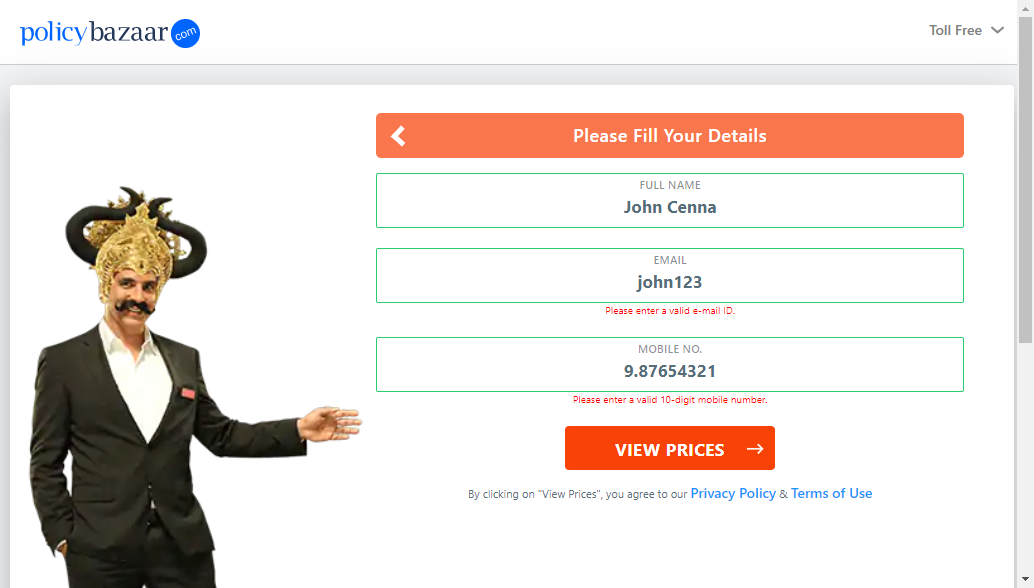 policybazaar com
Toll Free
Please Fill Your Details
FULL NAME
John Cenna
EMAIL
john123
Please enter a valid e-mail ID.
MOBILE NO.
9.87654321
Please enter a valid 10-digit mobile number.
VIEW PRICES
By clicking on "View Prices", you agree to our Privacy Policy & Terms of Use